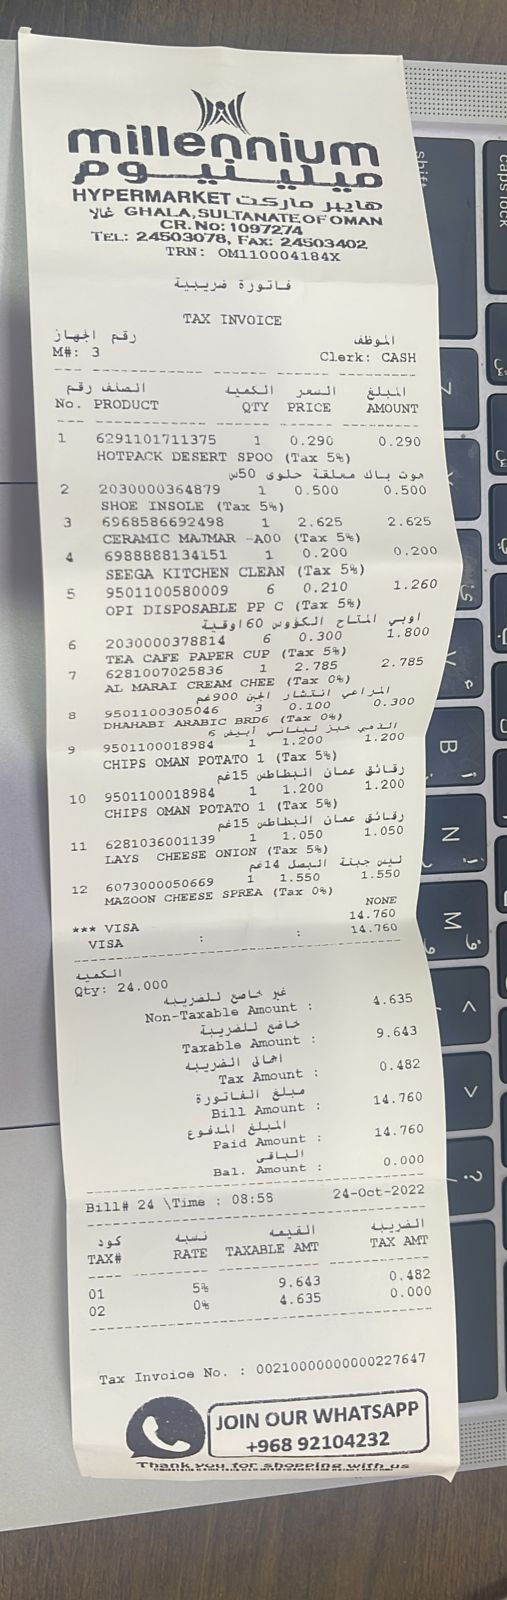 millennium
ميلينيوم
HYPERMARKET هايبر ماركت
غالا GHALA, SULTANATE OF OMAN
CR. No: 1097274
TEL: 24503078, FAX: 24503402
TRN: OM110004184X
فاتورة ضريبية
TAX INVOICE
رقم الجهاز الموظف
M#: 3 Clerk: CASH
الصنف رقم الكمية السعر المبلغ
No. PRODUCT QTY PRICE AMOUNT
1 6291101711375 1 0.290 0.290
HOTPACK DESERT SPOO (Tax 5%)
هوت باك معلقة حلوى 50س
2 2030000364879 1 0.500 0.500
SHOE INSOLE (Tax 5%)
3 6968586692498 1 2.625 2.625
CERAMIC MAJMAR -A00 (Tax 5%)
4 6988888134151 1 0.200 0.200
SEEGA KITCHEN CLEAN (Tax 5%)
5 9501100580009 6 0.210 1.260
OPI DISPOSABLE PP C (Tax 5%)
اوبي المتاح الكؤوس 60اوقية
6 2030000378814 6 0.300 1.800
TEA CAFE PAPER CUP (Tax 5%)
7 6281007025836 1 2.785 2.785
AL MARAI CREAM CHEE (Tax 0%)
المراعي انتشار الجبن 900غم
8 9501100305046 3 0.100 0.300
DHAHABI ARABIC BRD6 (Tax 0%)
الذهبي خبز لبناني أبيض 6
9 9501100018984 1 1.200 1.200
CHIPS OMAN POTATO 1 (Tax 5%)
رقائق عمان البطاطس 15غم
10 9501100018984 1 1.200 1.200
CHIPS OMAN POTATO 1 (Tax 5%)
رقائق عمان البطاطس 15غم
11 6281036001139 1 1.050 1.050
LAYS CHEESE ONION (Tax 5%)
ليس جبنة البصل 14غم
12 6073000050669 1 1.550 1.550
MAZOON CHEESE SPREA (Tax 0%)
NONE
*** VISA 14.760
VISA : : 14.760
الكمية
Qty: 24.000
غير خاضع للضريبه
Non-Taxable Amount : 4.635
خاضع للضريبة
Taxable Amount : 9.643
اجمالي الضريبه
Tax Amount : 0.482
مبلغ الفاتورة
Bill Amount : 14.760
المبلغ المدفوع
Paid Amount : 14.760
الباقي
Bal. Amount : 0.000
Bill# 24 \Time : 08:58 24-Oct-2022
كود نسبه القيمه الضريبه
TAX# RATE TAXABLE AMT TAX AMT
01 5% 9.643 0.482
02 0% 4.635 0.000
Tax Invoice No. : 00210000000000227647
JOIN OUR WHATSAPP
+968 92104232
Thank you for shopping with us
caps lock
shift
Z
V
B
N
M
<
>
?